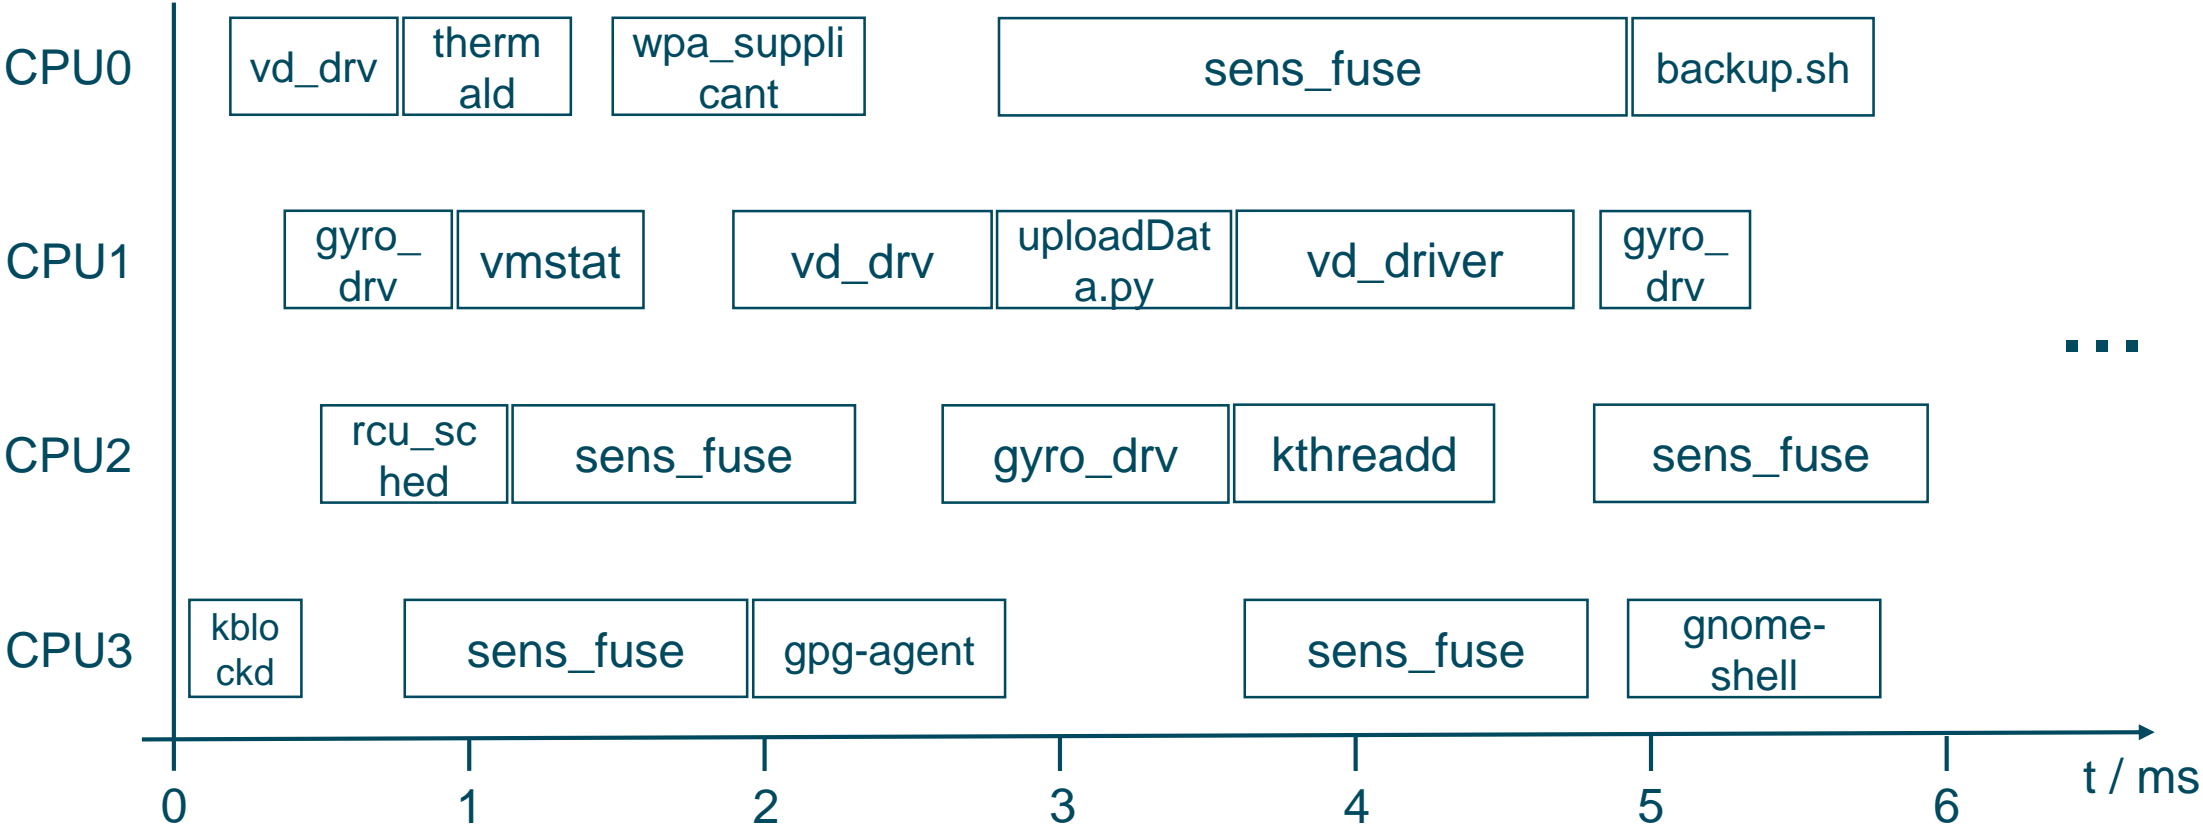 CPU0
vd_drv
therm
ald
wpa_suppli
cant
sens_fuse
backup.sh
CPU1
gyro_
drv
vmstat
vd_drv
uploadDat
a.py
vd_driver
gyro_
drv
...
CPU2
rcu_sc
hed
sens_fuse
gyro_drv
kthreadd
sens_fuse
CPU3
kblo
ckd
sens_fuse
gpg-agent
sens_fuse
gnome-
shell
0
1
2
3
4
5
6
t / ms